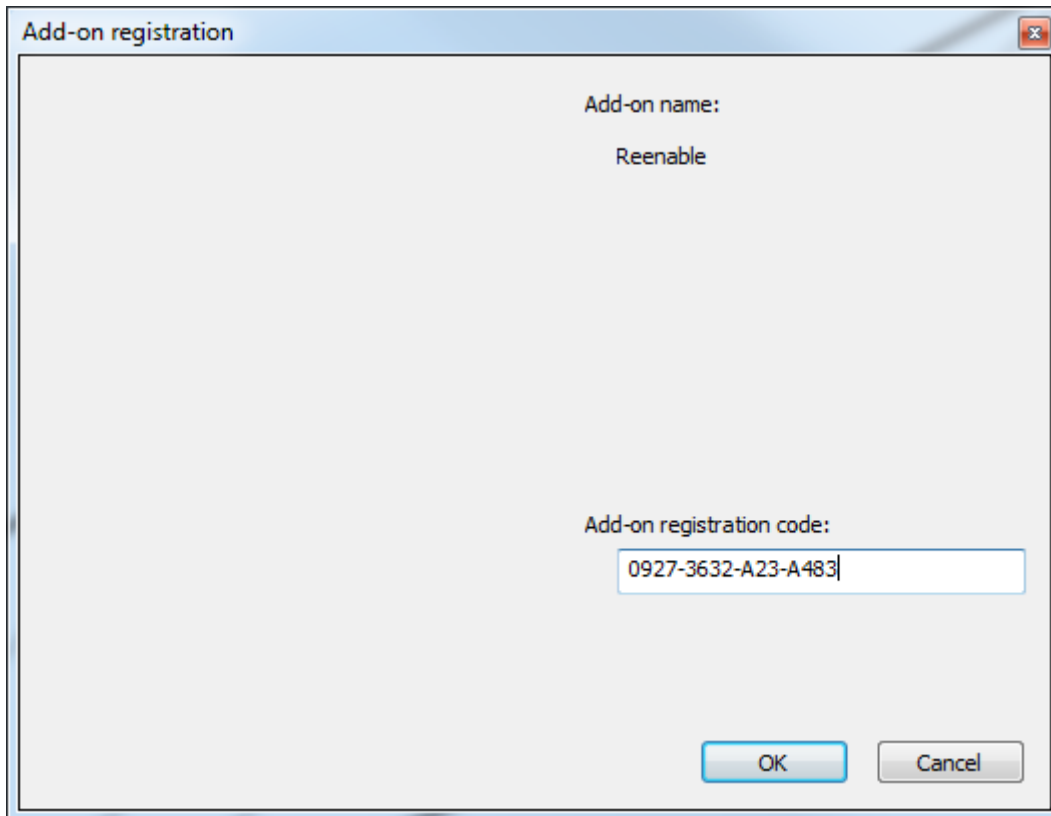 Add-on registration
Add-on name:
Reenable
Add-on registration code:
0927-3632-A23-A483
OK
Cancel